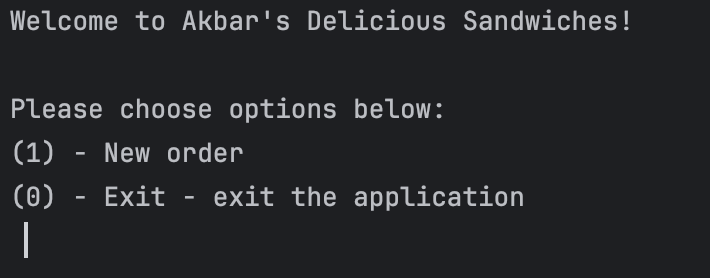 Welcome to Akbar's Delicious Sandwiches!
Please choose options below:
(1) - New order
(0) - Exit - exit the application